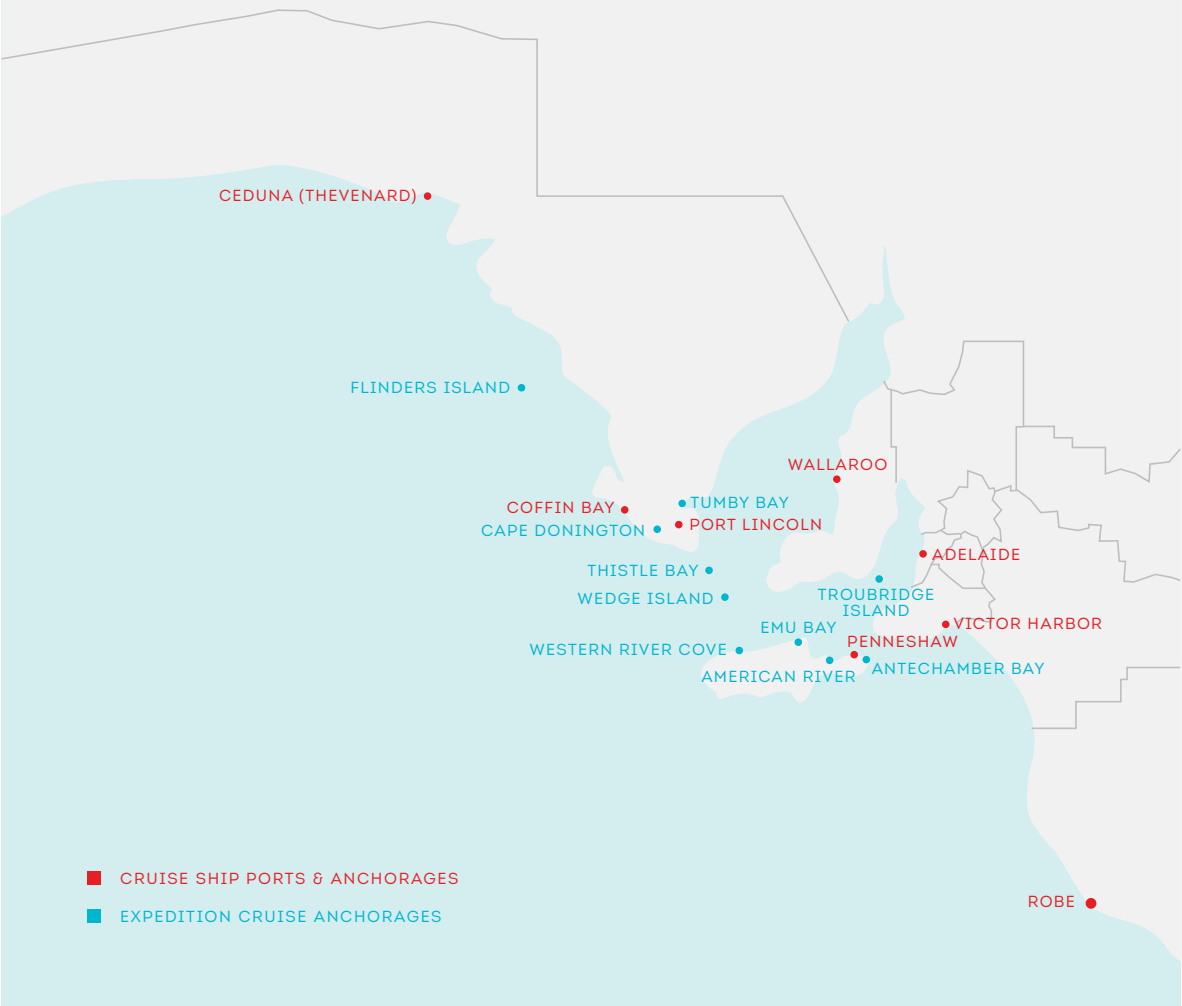 CEDUNA (THEVENARD)
FLINDERS ISLAND
WALLAROO
TUMBY BAY
COFFIN BAY
PORT LINCOLN
CAPE DONINGTON
ADELAIDE
THISTLE BAY
TROUBRIDGE
ISLAND
WEDGE ISLAND
VICTOR HARBOR
EMU BAY
PENNESHAW
WESTERN RIVER COVE
ANTECHAMBER BAY
AMERICAN RIVER
CRUISE SHIP PORTS & ANCHORAGES
ROBE
EXPEDITION CRUISE ANCHORAGES